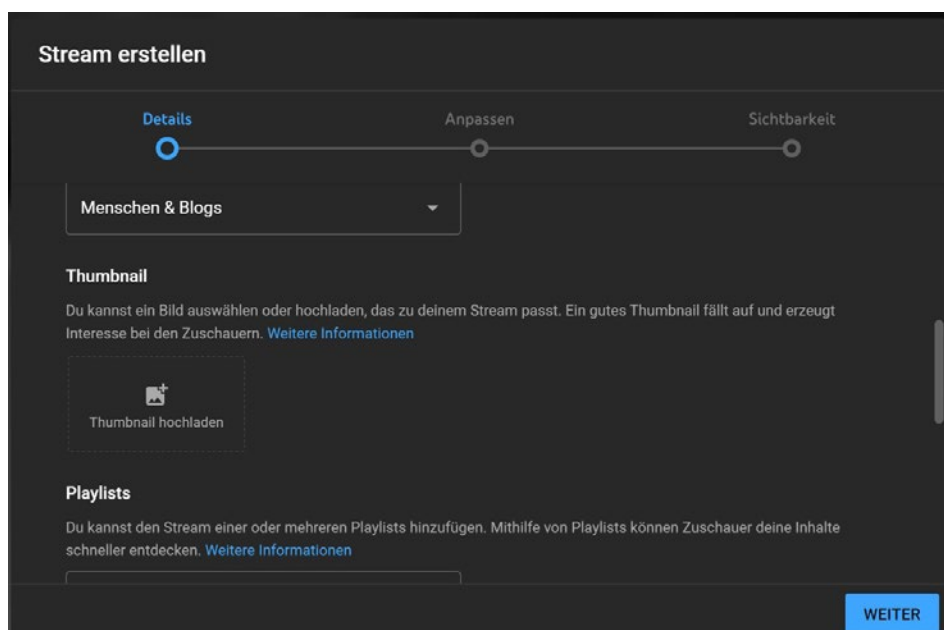 Stream erstellen
Details
Anpassen
Sichtbarkeit
Menschen & Blogs
Thumbnail
Du kannst ein Bild auswählen oder hochladen, das zu deinem Stream passt. Ein gutes Thumbnail fällt auf und erzeugt
Interesse bei den Zuschauern. Weitere Informationen
Thumbnail hochladen
Playlists
Du kannst den Stream einer oder mehreren Playlists hinzufügen. Mithilfe von Playlists können Zuschauer deine Inhalte
schneller entdecken. Weitere Informationen
WEITER